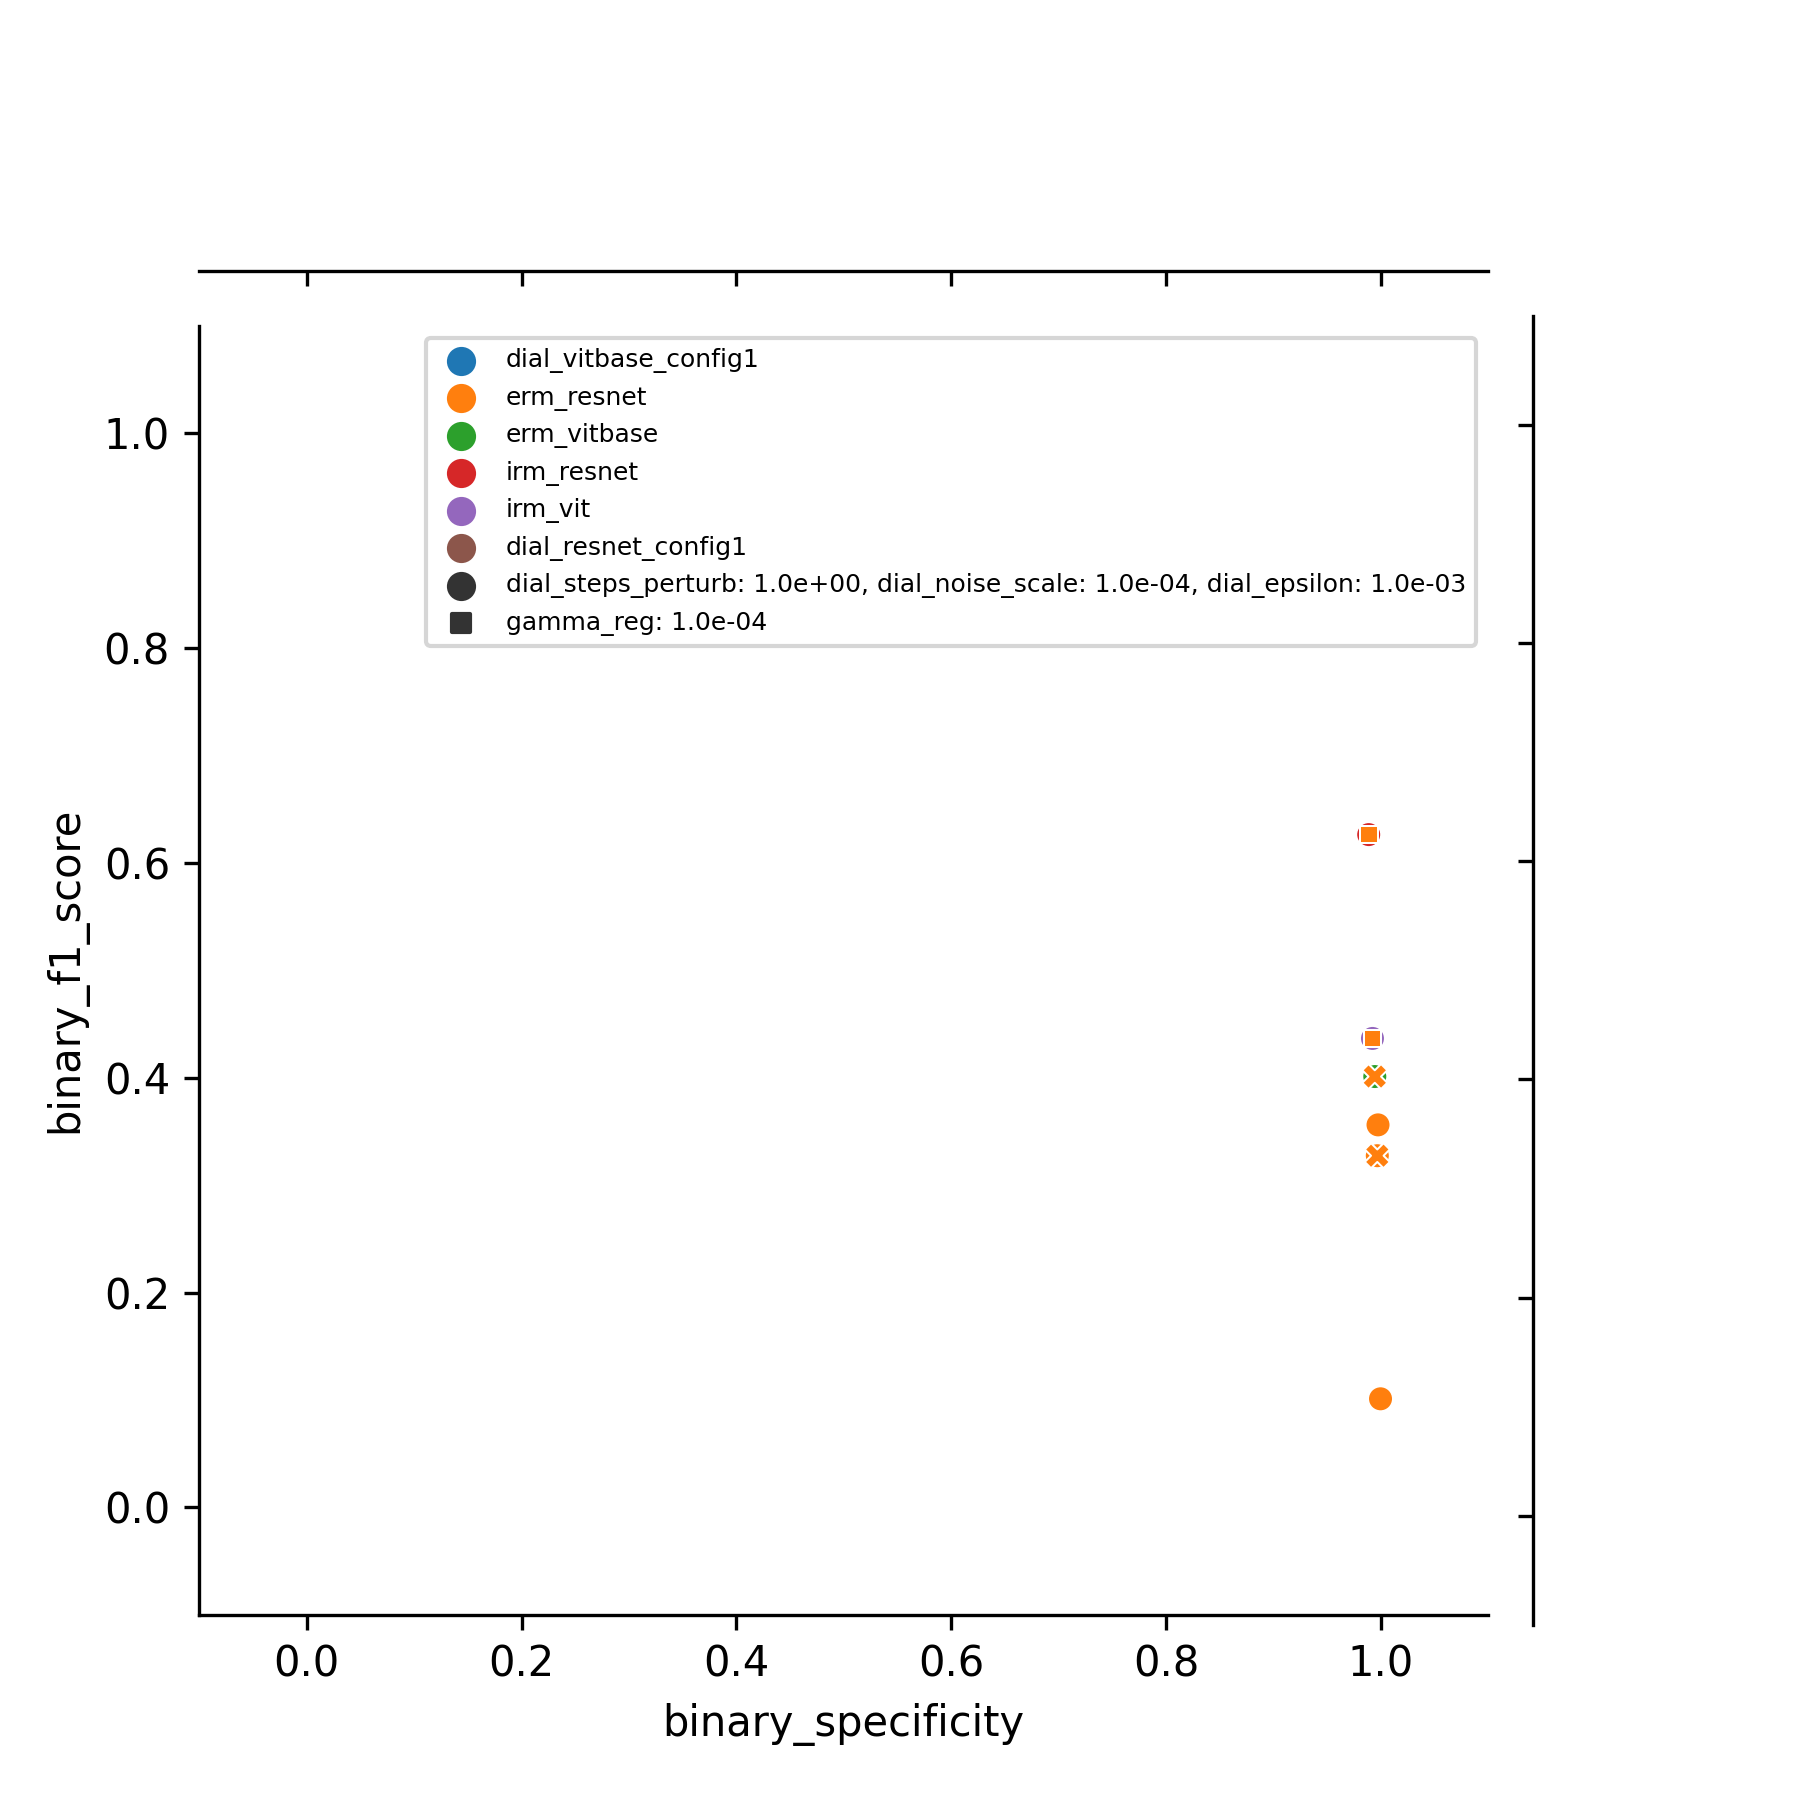 dial_vitbase_config1
erm_resnet
erm_vitbase
irm_resnet
irm_vit
dial_resnet_config1
dial_steps_perturb: 1.0e+00, dial_noise_scale: 1.0e-04, dial_epsilon: 1.0e-03
gamma_reg: 1.0e-04
1.0
0.8
0.6
0.4
0.2
0.0
binary_f1_score
0.0 0.2 0.4 0.6 0.8 1.0
binary_specificity